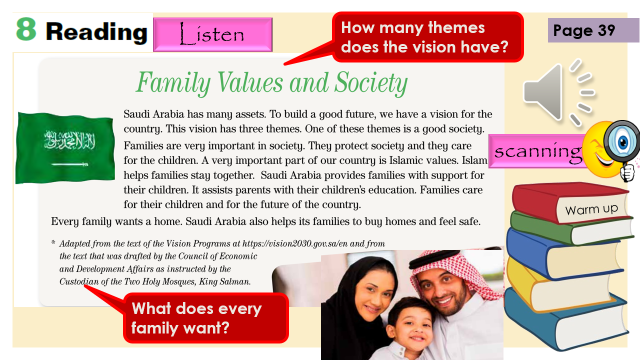 8 Reading
Listen
How many themes
does the vision have?
Page 39
Family Values and Society
Saudi Arabia has many assets. To build a good future, we have a vision for the
country. This vision has three themes. One of these themes is a good society.
Families are very important in society. They protect society and they care
for the children. A very important part of our country is Islamic values. Islam
helps families stay together. Saudi Arabia provides families with support for
their children. It assists parents with their children's education. Families care
for their children and for the future of the country.
Every family wants a home. Saudi Arabia also helps its families to buy homes and feel safe.
scanning
Warm up
* Adapted from the text of the Vision Programs at https://vision2030.gov.sa/en and from
the text that was drafted by the Council of Economic
and Development Affairs as instructed by the
Custodian of the Two Holy Mosques, King Salman.
What does every
family want?